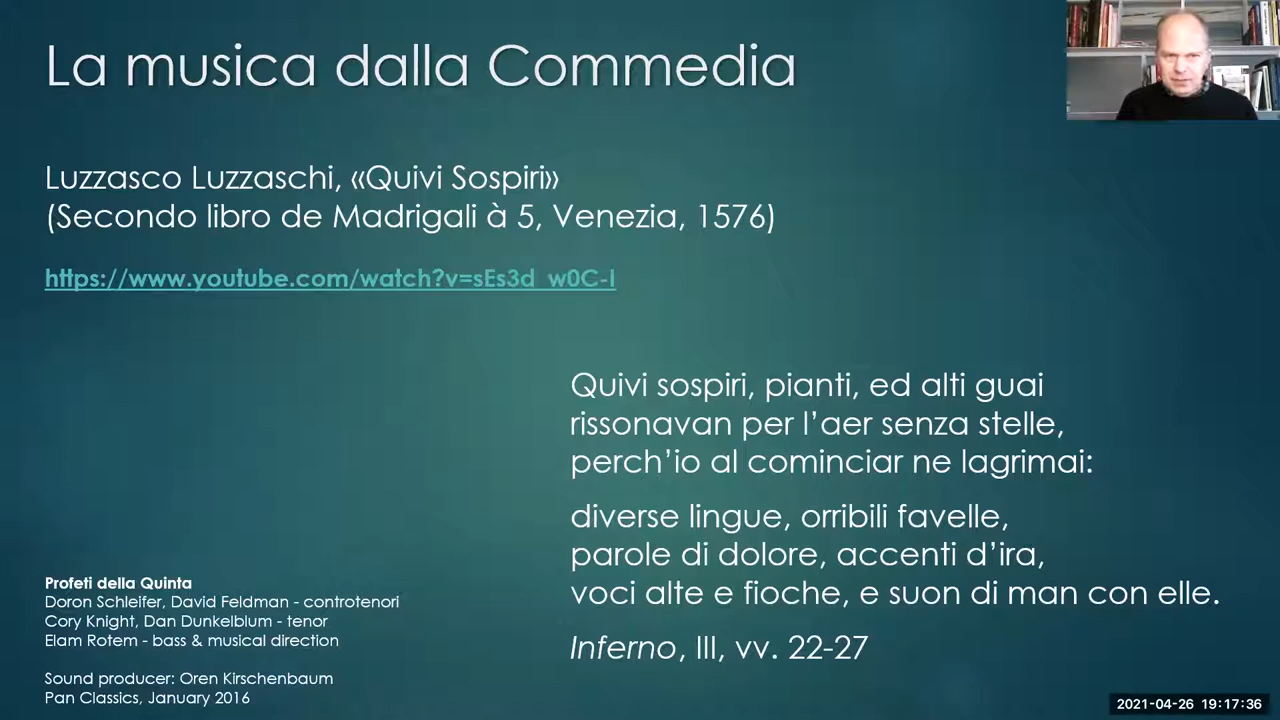 La musica dalla Commedia
Luzzasco Luzzaschi, «Quivi Sospiri»
(Secondo libro de Madrigali à 5, Venezia, 1576)
https://www.youtube.com/watch?v=sEs3d_w0C-I
Quivi sospiri, pianti, ed alti guai
rissonavan per l’aer senza stelle,
perch’io al cominciar ne lagrimai:
diverse lingue, orribili favelle,
parole di dolore, accenti d’ira,
voci alte e fioche, e suon di man con elle.
Inferno, III, vv. 22-27
Profeti della Quinta
Doron Schleifer, David Feldman - controtenori
Cory Knight, Dan Dunkelblum - tenor
Elam Rotem - bass & musical direction
Sound producer: Oren Kirschenbaum
Pan Classics, January 2016
2021-04-26 19:17:36